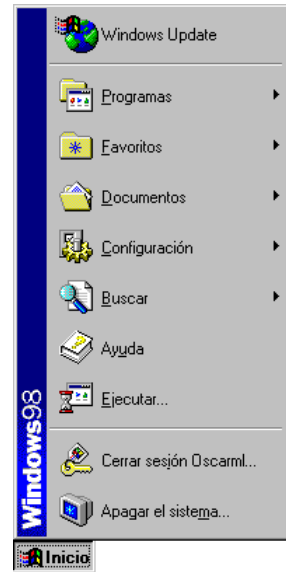 Windows Update
Programas
Favoritos
Documentos
Configuración
Buscar
Ayuda
Ejecutar...
Cerrar sesión Oscarml...
Apagar el sistema...
Windows98
Inicio